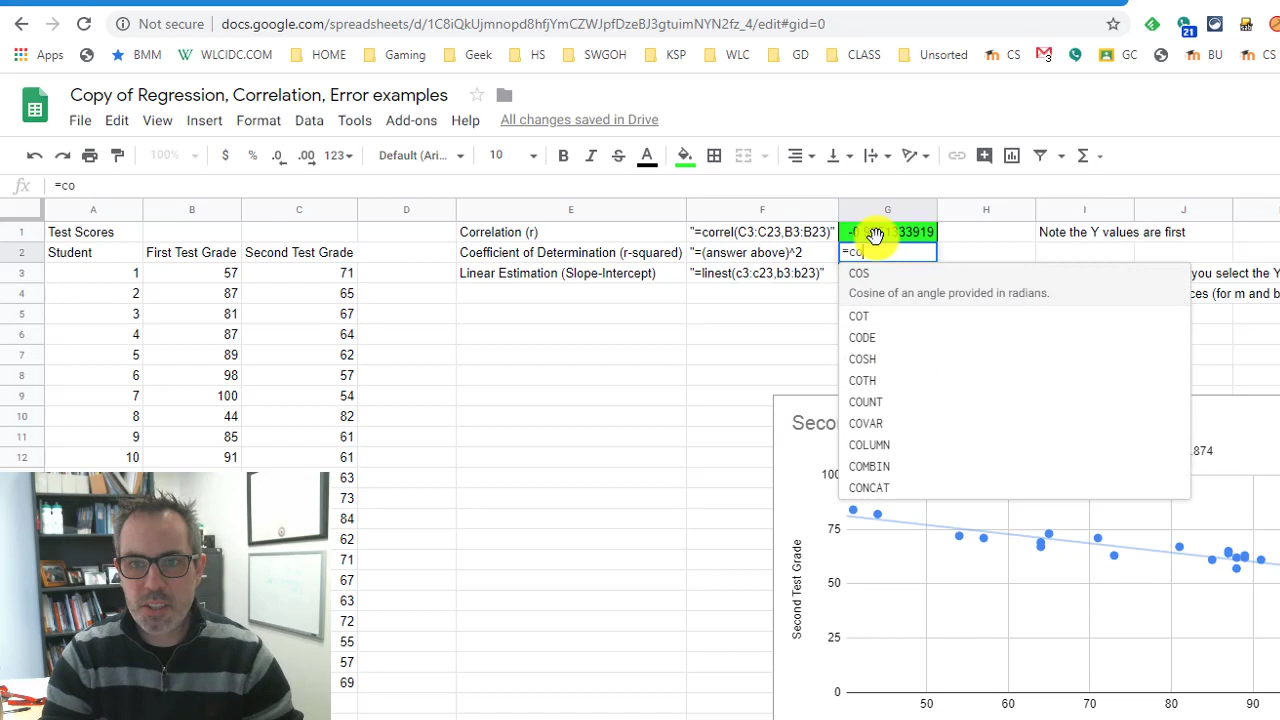 Not secure | docs.google.com/spreadsheets/d/1C8iQkUjmnopd8hfjYmCZWJpfDzeBJ3gtuimNYN2fz_4/edit#gid=0
21
Apps BMM WLCIDC.COM HOME Gaming Geek HS SWGOH KSP WLC GD CLASS Unsorted CS GC BU CS
Copy of Regression, Correlation, Error examples
File Edit View Insert Format Data Tools Add-ons Help All changes saved in Drive
100% $ % .0 .00 123 Default (Ari... 10 B I S A
fx =co
A B C D E F G H I J
1 Test Scores Correlation (r) "=correl(C3:C23,B3:B23)" Note the Y values are first
2 Student First Test Grade Second Test Grade Coefficient of Determination (r-squared) "=(answer above)^2 =co
3 1 57 71 Linear Estimation (Slope-Intercept) "=linest(c3:c23,b3:b23)" COS you select the Y
4 2 87 65 Cosine of an angle provided in radians. ces (for m and b
5 3 81 67 COT
6 4 87 64 CODE
7 5 89 62 COSH
8 6 98 57 COTH
9 7 100 54 COUNT
10 8 44 82 COVAR
11 9 85 61 COLUMN
12 10 91 61 COMBIN
CONCAT
63
73
84
62
71
67
63
72
55
57
69
Seco
.874
100
75
50
25
0
50 60 70 80 90
Second Test Grade